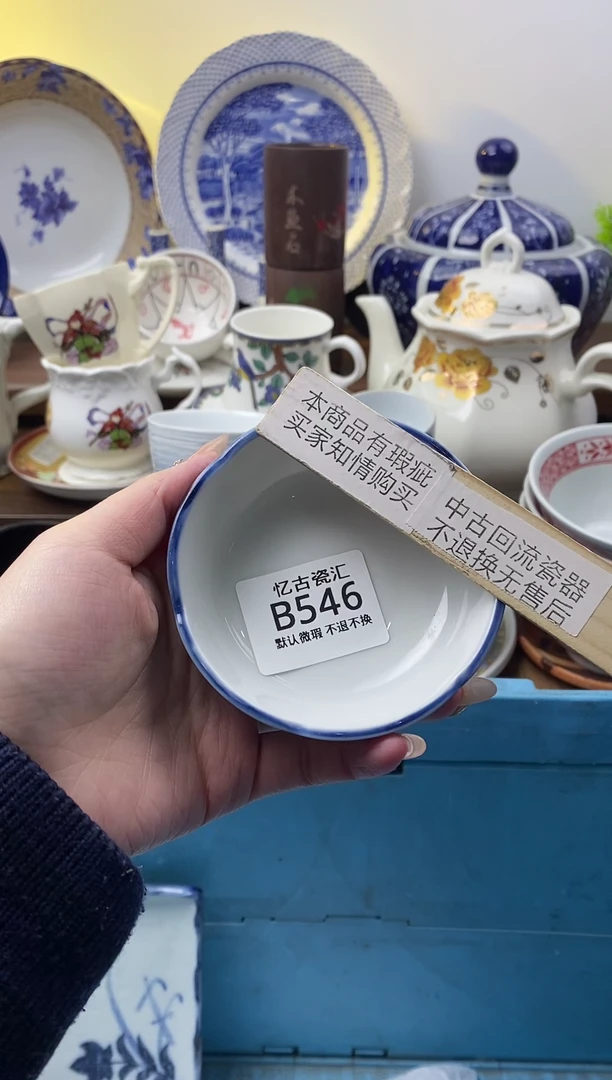 本商品有瑕疵
买家知情购买
中古回流瓷器
不退换无售后
忆古瓷汇
B546
默认微瑕 不退不换